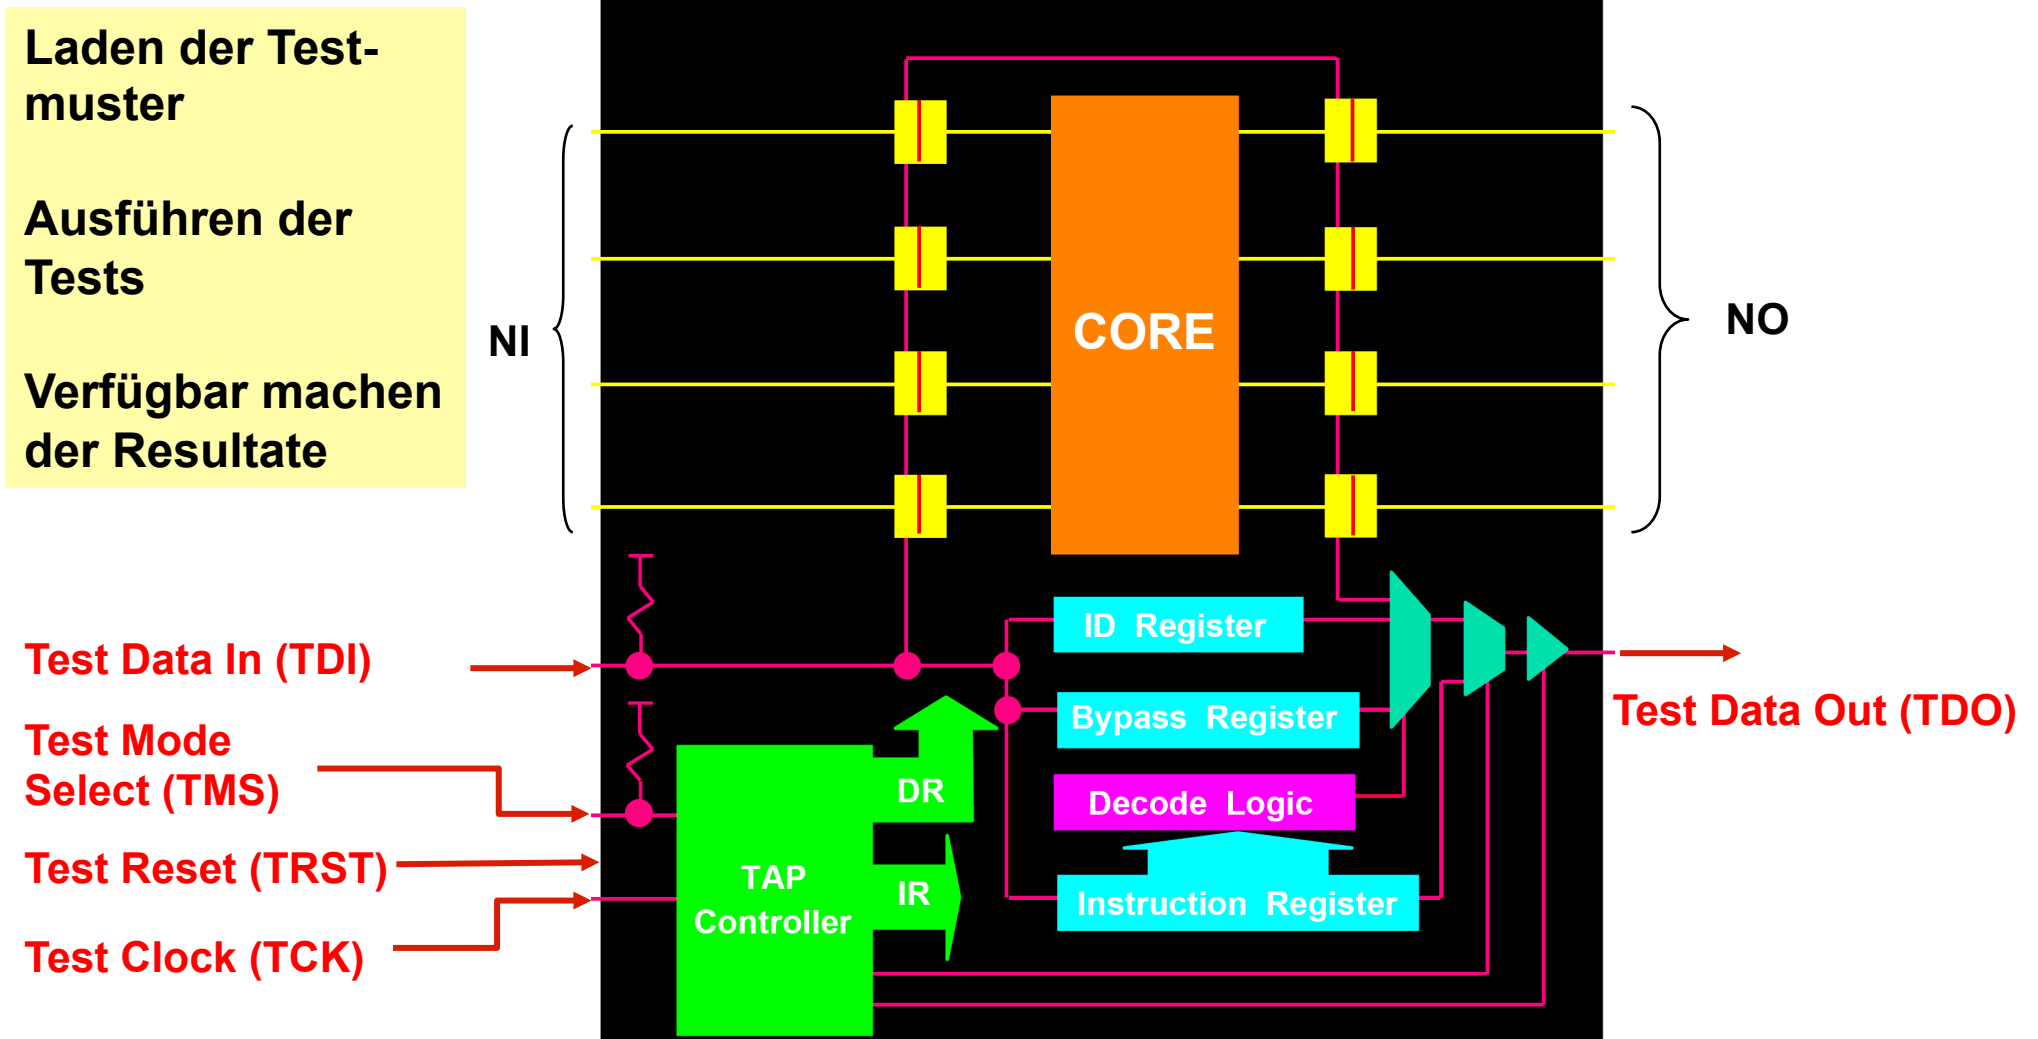 Laden der Test-
muster
Ausführen der
Tests
Verfügbar machen
der Resultate
NI
CORE
NO
Test Data In (TDI)
Test Mode
Select (TMS)
Test Reset (TRST)
Test Clock (TCK)
TAP
Controller
DR
IR
ID Register
Bypass Register
Decode Logic
Instruction Register
Test Data Out (TDO)